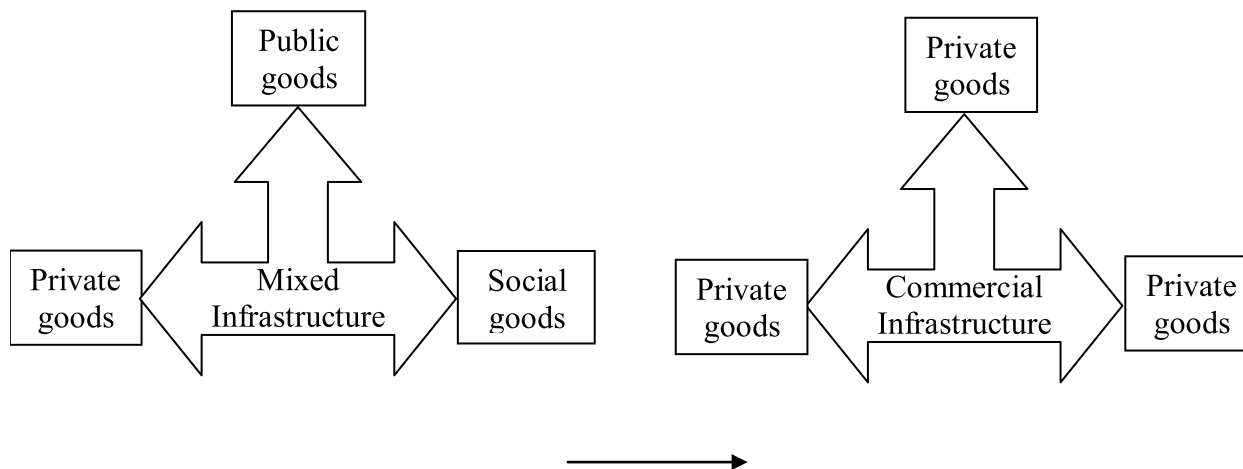 Public
goods
Private
goods
Mixed
Infrastructure
Social
goods
Private
goods
Private
goods
Commercial
Infrastructure
Private
goods